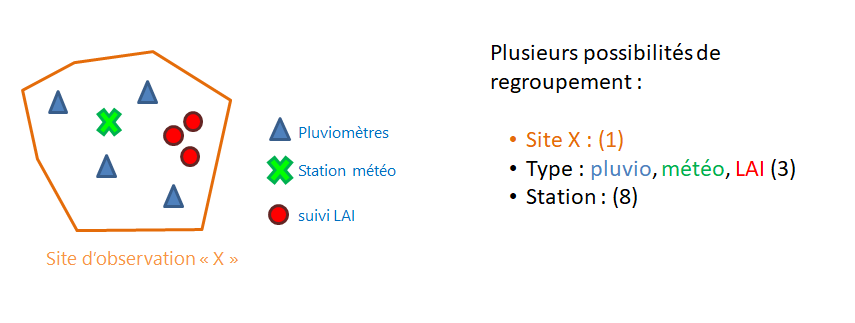 Plusieurs possibilités de
regroupement :
• Site X : (1)
• Type : pluvio, météo, LAI (3)
• Station : (8)
Pluviomètres
Station météo
suivi LAI
Site d’observation « X »